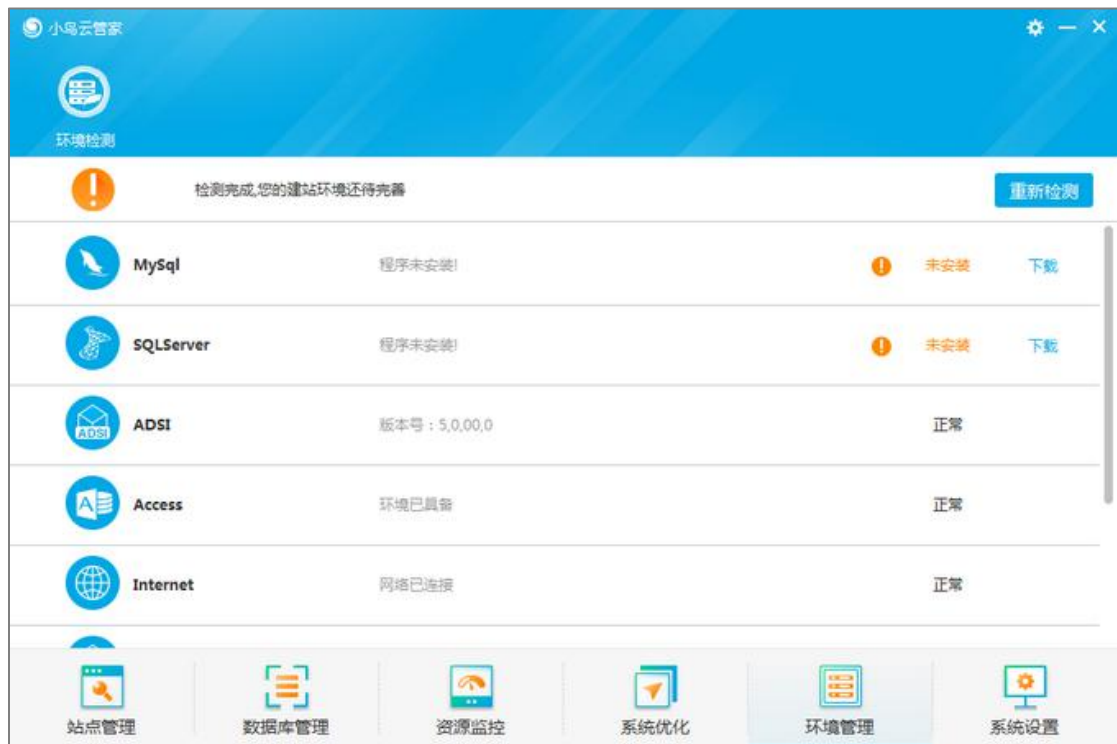 小鸟云管家
环境检测
检测完成,您的建站环境还待完善
重新检测
MySql 程序未安装! 未安装 下载
SQLServer 程序未安装! 未安装 下载
ADSI
ADSI 版本号：5,0,00,0 正常
A
Access 环境已具备 正常
Internet 网络已连接 正常
站点管理 数据库管理 资源监控 系统优化 环境管理 系统设置